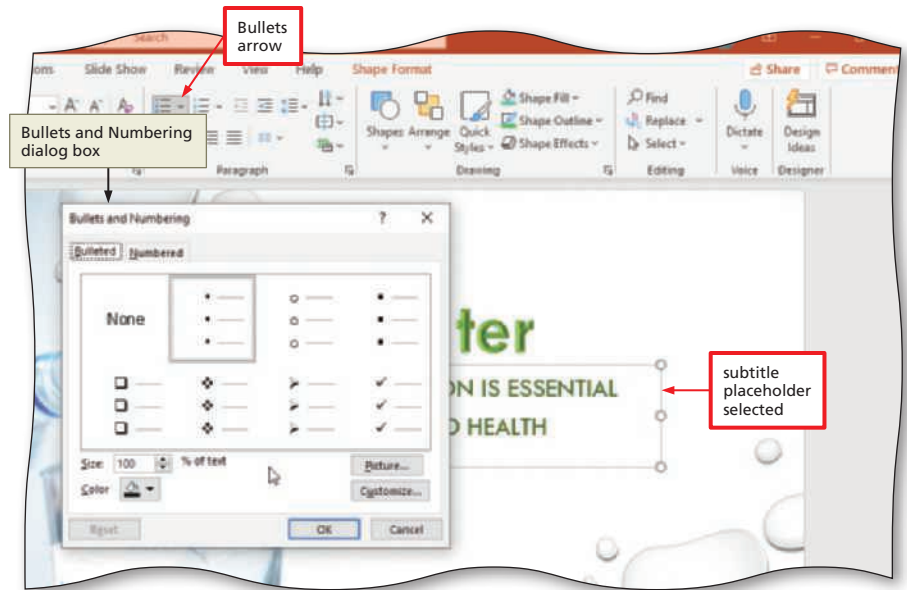 Bullets
arrow
Search
Slide Show Review View Help Shape Format
Share Comment
Shape Fill
Find
Shape Outline
Replace
Shapes Arrange Quick
Styles
Shape Effects
Select
Dictate Design
Ideas
Paragraph Drawing Editing Voice Designer
Bullets and Numbering
dialog box
Bullets and Numbering ? ×
Bulleted Numbered
None
Size: 100 % of text Picture...
Color Customize...
Reset OK Cancel
ter
ON IS ESSENTIAL
HEALTH
subtitle
placeholder
selected